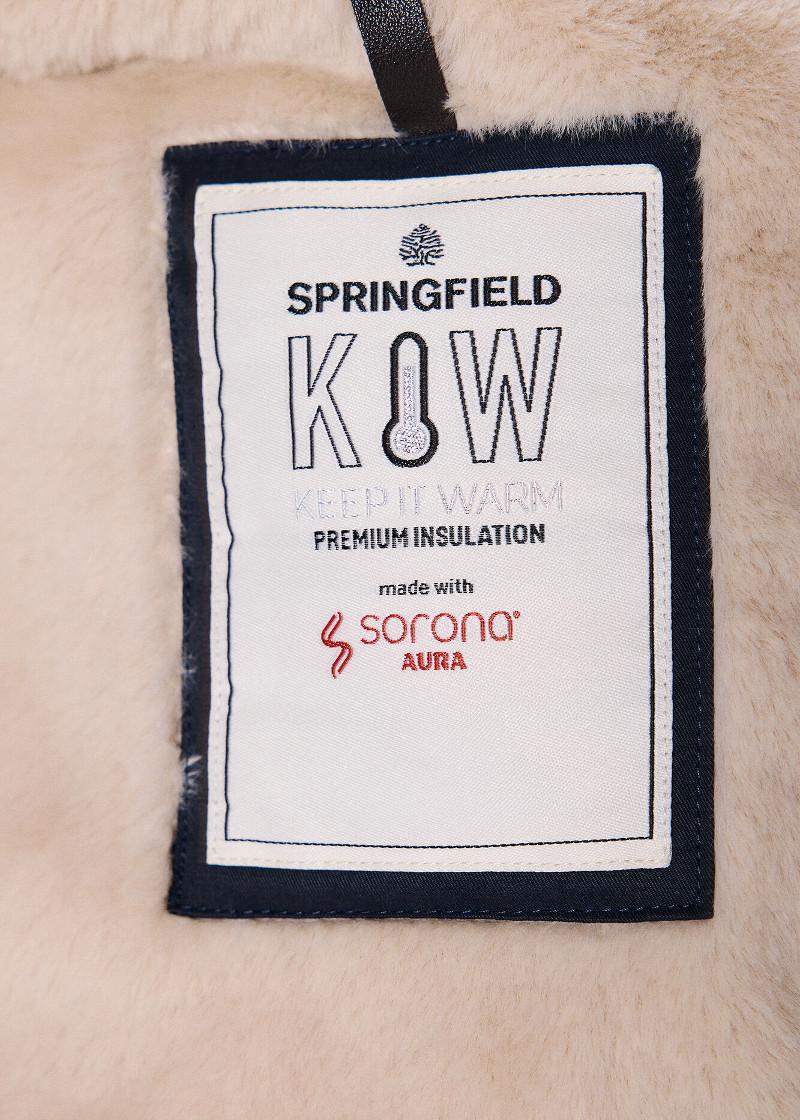 SPRINGFIELD
KIW
KEEP IT WARM
PREMIUM INSULATION
made with
sorona®
AURA